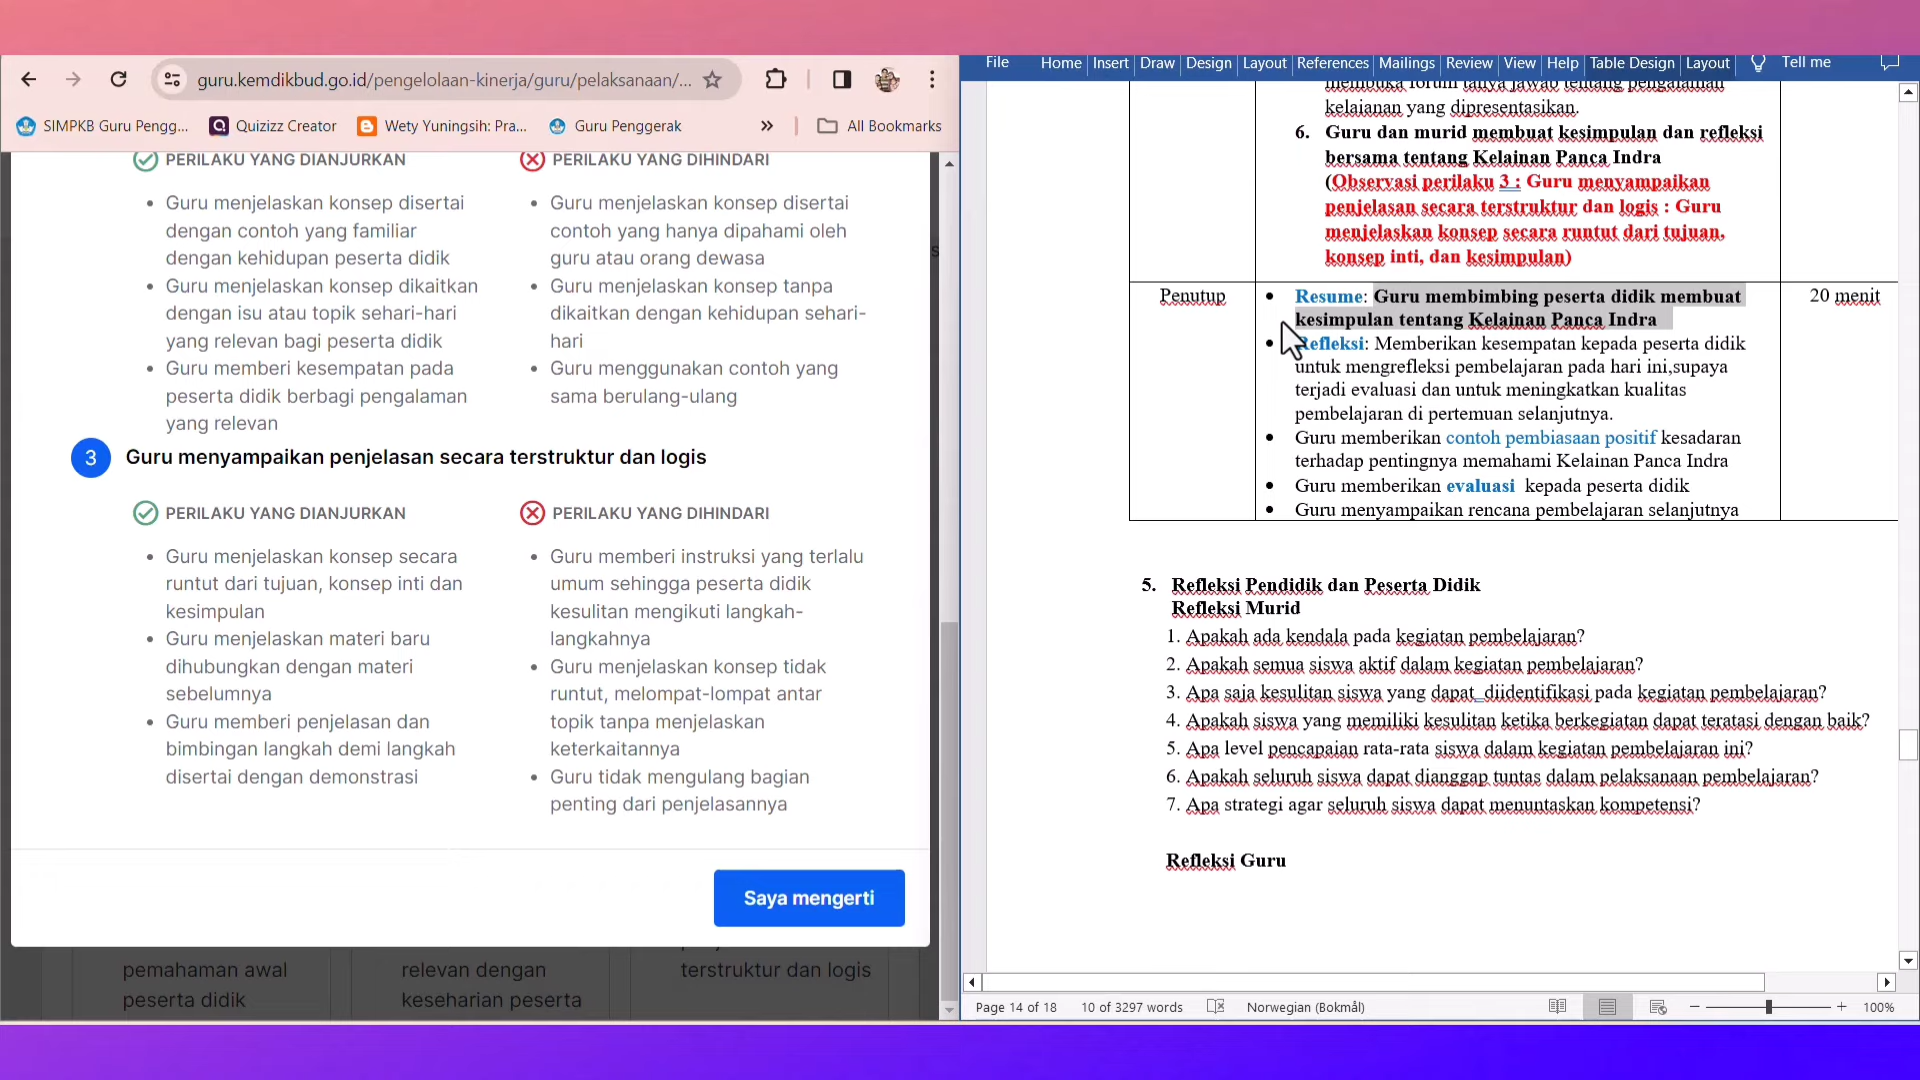 guru.kemdikbud.go.id/pengelolaan-kinerja/guru/pelaksanaan/...
SIMPKB Guru Pengg...
Quizizz Creator
Wety Yuningsih: Pra...
Guru Penggerak
»
All Bookmarks
PERILAKU YANG DIANJURKAN
• Guru menjelaskan konsep disertai
dengan contoh yang familiar
dengan kehidupan peserta didik
• Guru menjelaskan konsep dikaitkan
dengan isu atau topik sehari-hari
yang relevan bagi peserta didik
• Guru memberi kesempatan pada
peserta didik berbagi pengalaman
yang relevan
PERILAKU YANG DIHINDARI
• Guru menjelaskan konsep disertai
contoh yang hanya dipahami oleh
guru atau orang dewasa
• Guru menjelaskan konsep tanpa
dikaitkan dengan kehidupan sehari-
hari
• Guru menggunakan contoh yang
sama berulang-ulang
3 Guru menyampaikan penjelasan secara terstruktur dan logis
PERILAKU YANG DIANJURKAN
• Guru menjelaskan konsep secara
runtut dari tujuan, konsep inti dan
kesimpulan
• Guru menjelaskan materi baru
dihubungkan dengan materi
sebelumnya
• Guru memberi penjelasan dan
bimbingan langkah demi langkah
disertai dengan demonstrasi
PERILAKU YANG DIHINDARI
• Guru memberi instruksi yang terlalu
umum sehingga peserta didik
kesulitan mengikuti langkah-
langkahnya
• Guru menjelaskan konsep tidak
runtut, melompat-lompat antar
topik tanpa menjelaskan
keterkaitannya
• Guru tidak mengulang bagian
penting dari penjelasannya
Saya mengerti
pemahaman awal
peserta didik
relevan dengan
keseharian peserta
terstruktur dan logis
File Home Insert Draw Design Layout References Mailings Review View Help Table Design Layout Tell me
membuka forum tanya jawab tentang pengalaman
kelaianan yang dipresentasikan.
6. Guru dan murid membuat kesimpulan dan refleksi
bersama tentang Kelainan Panca Indra
(Observasi perilaku 3 : Guru menyampaikan
penjelasan secara terstruktur dan logis : Guru
menjelaskan konsep secara runtut dari tujuan,
konsep inti, dan kesimpulan)
Penutup
• Resume: Guru membimbing peserta didik membuat
kesimpulan tentang Kelainan Panca Indra
• Refleksi: Memberikan kesempatan kepada peserta didik
untuk mengrefleksi pembelajaran pada hari ini,supaya
terjadi evaluasi dan untuk meningkatkan kualitas
pembelajaran di pertemuan selanjutnya.
• Guru memberikan contoh pembiasaan positif kesadaran
terhadap pentingnya memahami Kelainan Panca Indra
• Guru memberikan evaluasi kepada peserta didik
• Guru menyampaikan rencana pembelajaran selanjutnya
20 menit
5. Refleksi Pendidik dan Peserta Didik
Refleksi Murid
1. Apakah ada kendala pada kegiatan pembelajaran?
2. Apakah semua siswa aktif dalam kegiatan pembelajaran?
3. Apa saja kesulitan siswa yang dapat diidentifikasi pada kegiatan pembelajaran?
4. Apakah siswa yang memiliki kesulitan ketika berkegiatan dapat teratasi dengan baik?
5. Apa level pencapaian rata-rata siswa dalam kegiatan pembelajaran ini?
6. Apakah seluruh siswa dapat dianggap tuntas dalam pelaksanaan pembelajaran?
7. Apa strategi agar seluruh siswa dapat menuntaskan kompetensi?
Refleksi Guru
Page 14 of 18 10 of 3297 words Norwegian (Bokmål) 100%